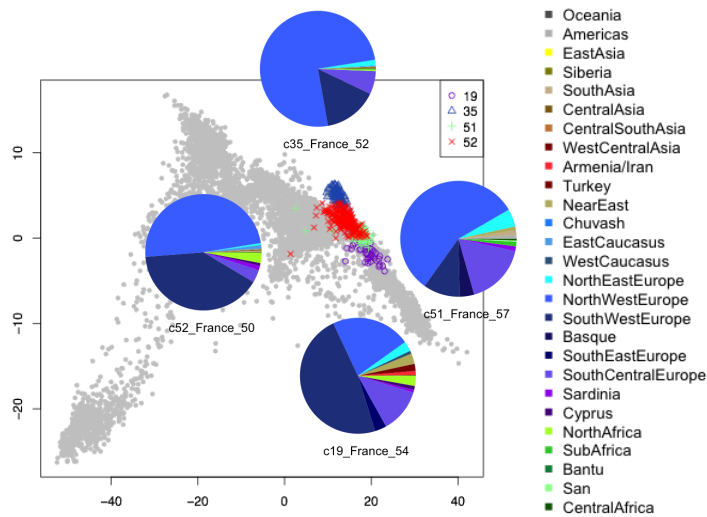 19
35
51
52
c35_France_52
c52_France_50
c51_France_57
c19_France_54
10
0
−10
−20
−40
−20
0
20
40
Oceania
Americas
EastAsia
Siberia
SouthAsia
CentralAsia
CentralSouthAsia
WestCentralAsia
Armenia/Iran
Turkey
NearEast
Chuvash
EastCaucasus
WestCaucasus
NorthEastEurope
NorthWestEurope
SouthWestEurope
Basque
SouthEastEurope
SouthCentralEurope
Sardinia
Cyprus
NorthAfrica
SubAfrica
Bantu
San
CentralAfrica